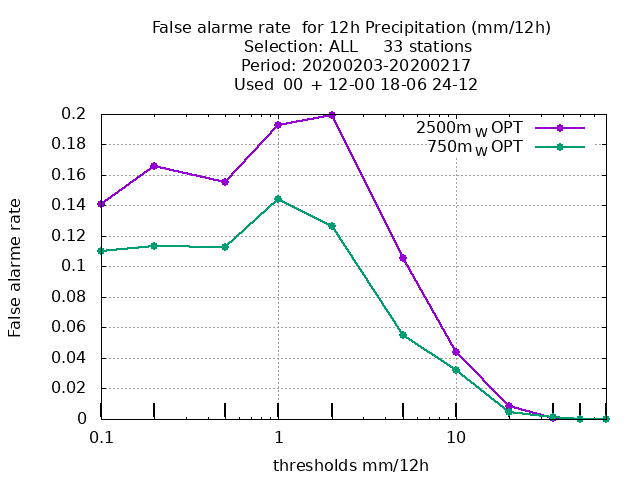 False alarme rate  for 12h Precipitation (mm/12h)
Selection: ALL     33 stations
Period: 20200203-20200217
Used  00  + 12-00 18-06 24-12
2500m W OPT
750m W OPT
0.2
0.18
0.16
0.14
0.12
0.1
0.08
0.06
0.04
0.02
0
False alarme rate
0.1
1
10
thresholds mm/12h